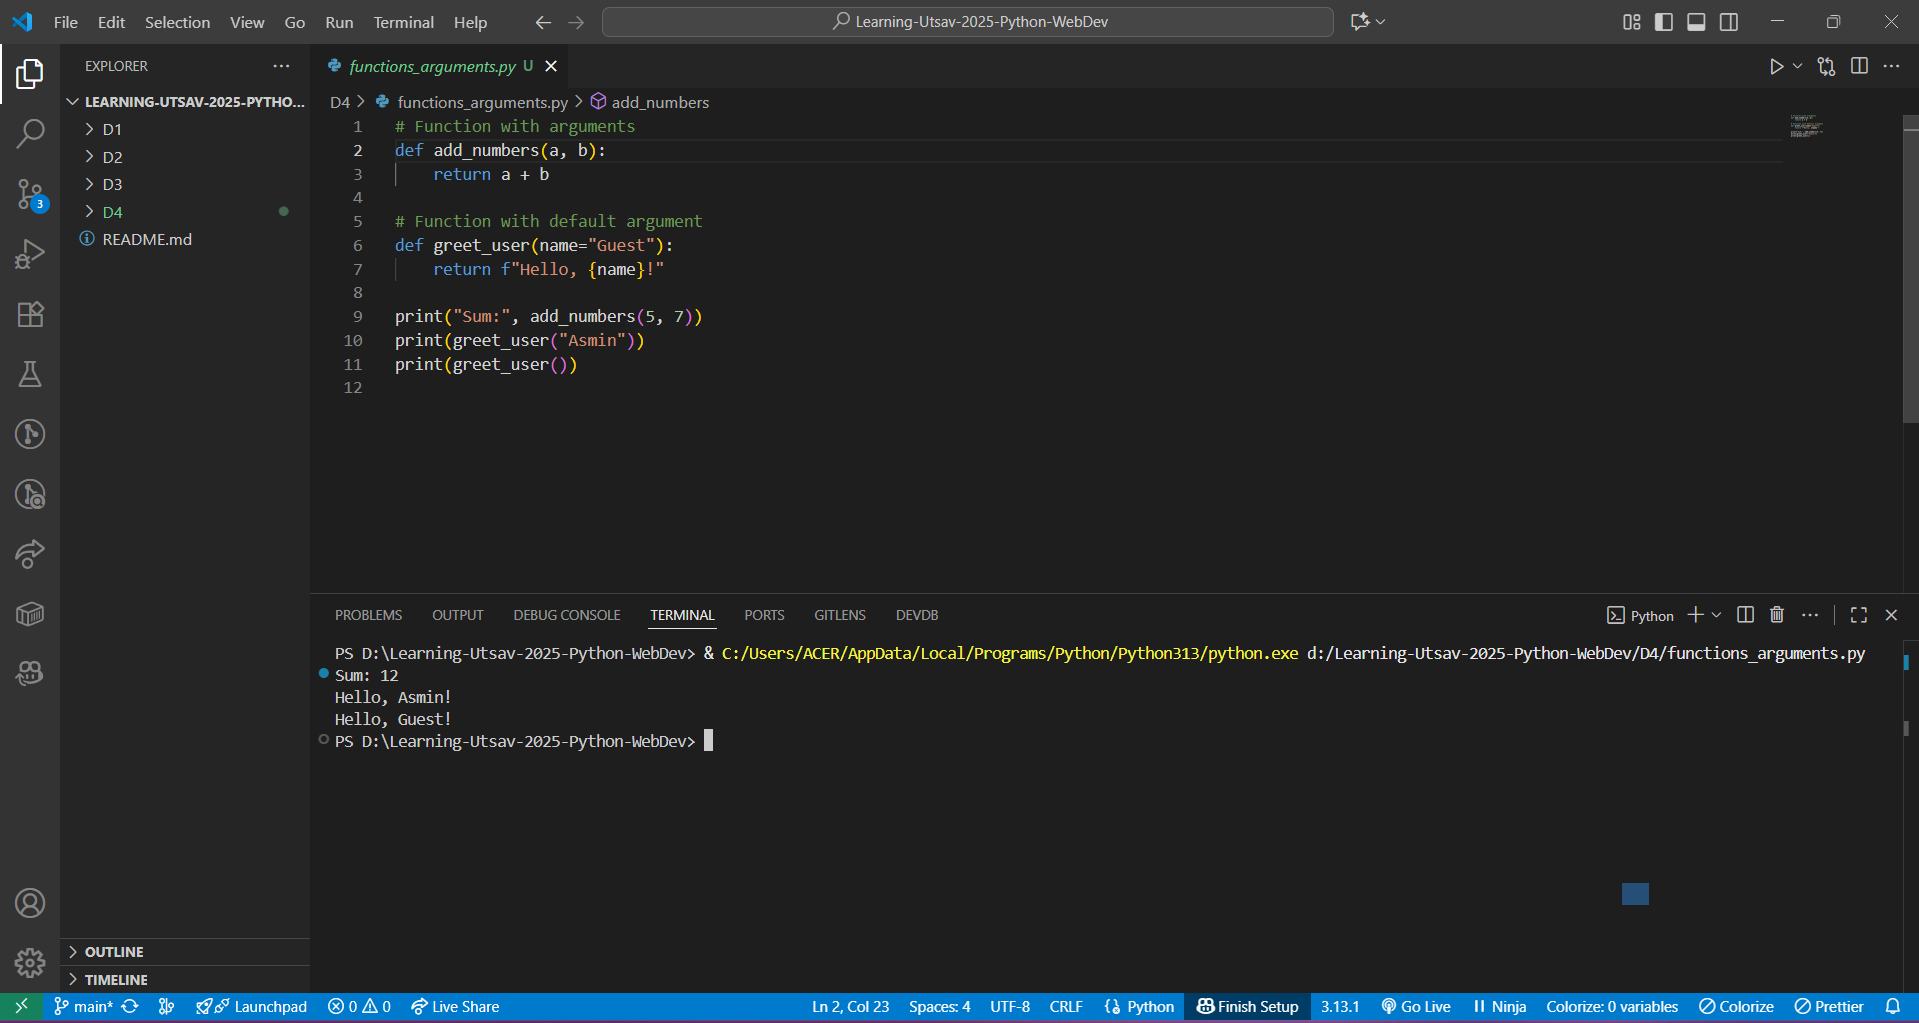 File Edit Selection View Go Run Terminal Help
Learning-Utsav-2025-Python-WebDev
EXPLORER
LEARNING-UTSAV-2025-PYTHO...
D1
D2
D3
D4
README.md
3
OUTLINE
TIMELINE
functions_arguments.py U
D4 > functions_arguments.py > add_numbers
1 # Function with arguments
2 def add_numbers(a, b):
3     return a + b
4
5 # Function with default argument
6 def greet_user(name="Guest"):
7     return f"Hello, {name}!"
8
9 print("Sum:", add_numbers(5, 7))
10 print(greet_user("Asmin"))
11 print(greet_user())
12
PROBLEMS OUTPUT DEBUG CONSOLE TERMINAL PORTS GITLENS DEVDB
Python
PS D:\Learning-Utsav-2025-Python-WebDev> & C:/Users/ACER/AppData/Local/Programs/Python/Python313/python.exe d:/Learning-Utsav-2025-Python-WebDev/D4/functions_arguments.py
Sum: 12
Hello, Asmin!
Hello, Guest!
PS D:\Learning-Utsav-2025-Python-WebDev>
main* Launchpad 0 0 Live Share Ln 2, Col 23 Spaces: 4 UTF-8 CRLF {} Python Finish Setup 3.13.1 Go Live Ninja Colorize: 0 variables Colorize Prettier